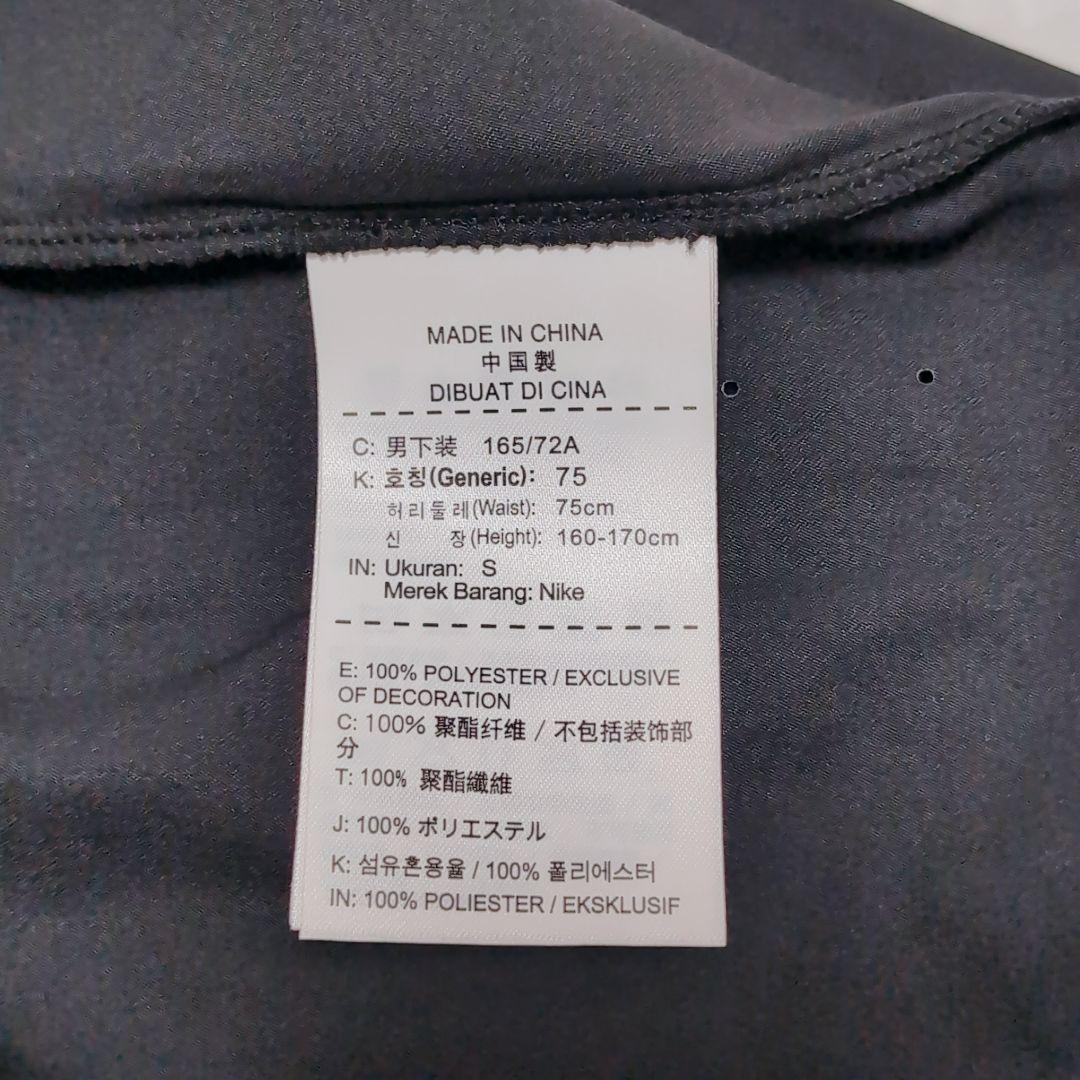 MADE IN CHINA
中国製
DIBUAT DI CINA
C: 男下装 165/72A
K: 호칭(Generic): 75
허리둘레(Waist): 75cm
신 장(Height): 160-170cm
IN: Ukuran: S
Merek Barang: Nike
E: 100% POLYESTER / EXCLUSIVE
OF DECORATION
C: 100% 聚酯纤维 / 不包括装饰部
分
T: 100% 聚酯纖維
J: 100% ポリエステル
K: 섬유혼용율 / 100% 폴리에스터
IN: 100% POLIESTER / EKSKLUSIF